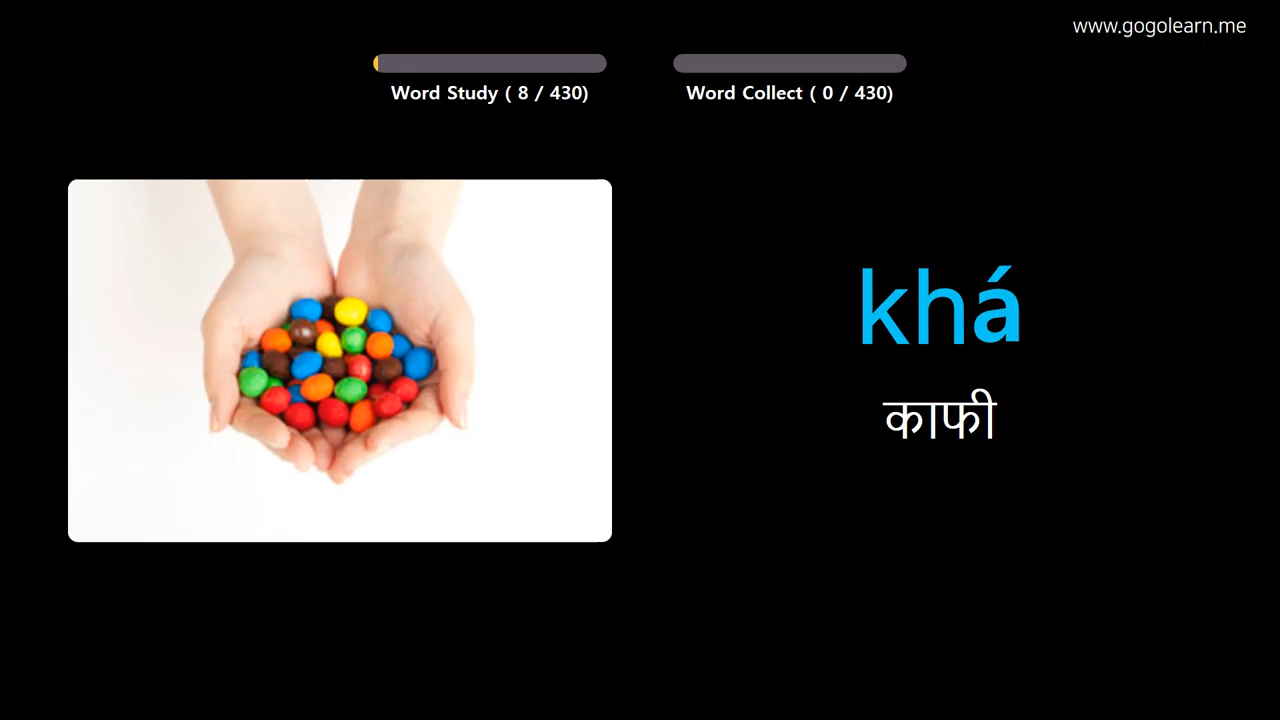 www.gogolearn.me
Word Study ( 8 / 430)
Word Collect ( 0 / 430)
khá
काफी